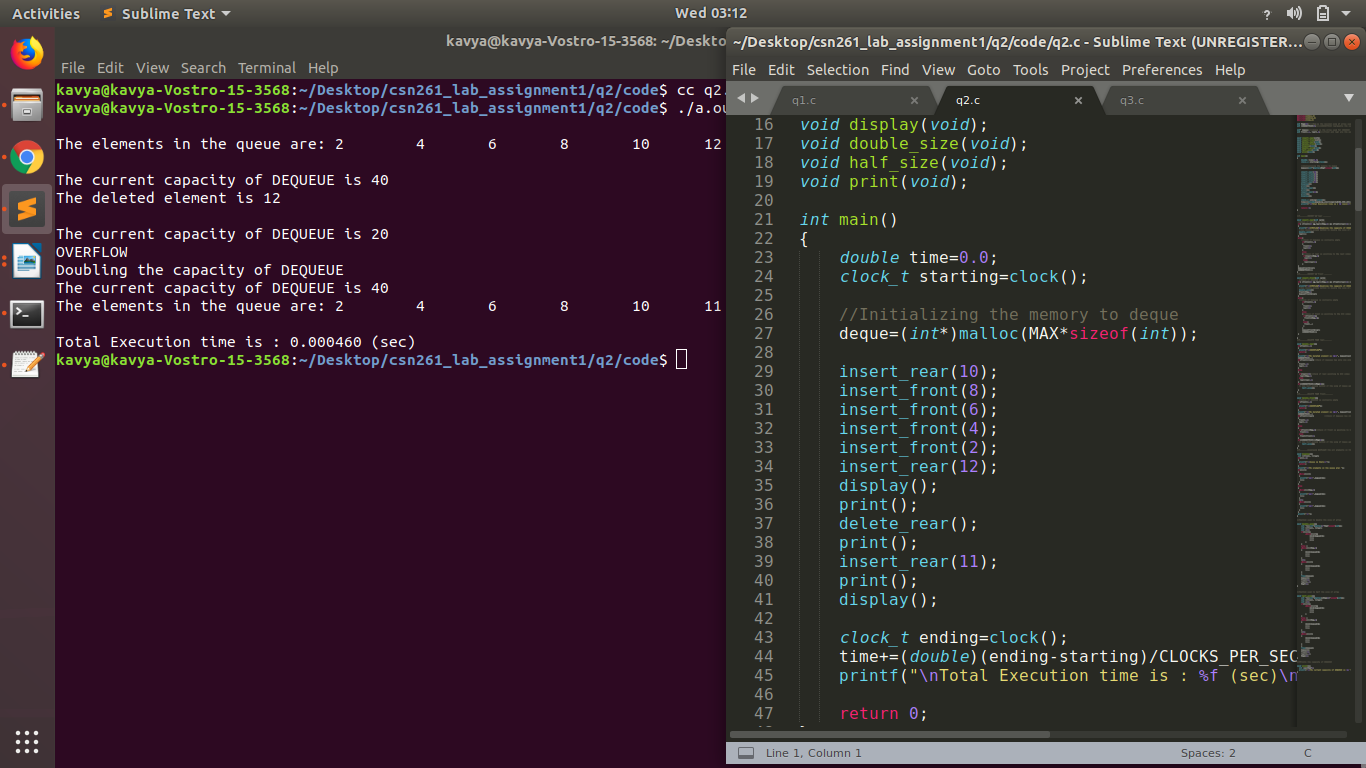 Activities Sublime Text Wed 03:12 ?
kavya@kavya-Vostro-15-3568: ~/Deskto
File Edit View Search Terminal Help
kavya@kavya-Vostro-15-3568:~/Desktop/csn261_lab_assignment1/q2/code$ cc q2.
kavya@kavya-Vostro-15-3568:~/Desktop/csn261_lab_assignment1/q2/code$ ./a.ou
The elements in the queue are: 2 4 6 8 10 12
The current capacity of DEQUEUE is 40
The deleted element is 12
The current capacity of DEQUEUE is 20
OVERFLOW
Doubling the capacity of DEQUEUE
The current capacity of DEQUEUE is 40
The elements in the queue are: 2 4 6 8 10 11
Total Execution time is : 0.000460 (sec)
kavya@kavya-Vostro-15-3568:~/Desktop/csn261_lab_assignment1/q2/code$
~/Desktop/csn261_lab_assignment1/q2/code/q2.c - Sublime Text (UNREGISTER...
File Edit Selection Find View Goto Tools Project Preferences Help
q1.c × q2.c × q3.c ×
16 void display(void);
17 void double_size(void);
18 void half_size(void);
19 void print(void);
20
21 int main()
22 {
23 double time=0.0;
24 clock_t starting=clock();
25
26 //Initializing the memory to deque
27 deque=(int*)malloc(MAX*sizeof(int));
28
29 insert_rear(10);
30 insert_front(8);
31 insert_front(6);
32 insert_front(4);
33 insert_front(2);
34 insert_rear(12);
35 display();
36 print();
37 delete_rear();
38 print();
39 insert_rear(11);
40 print();
41 display();
42
43 clock_t ending=clock();
44 time+=(double)(ending-starting)/CLOCKS_PER_SEC
45 printf("\nTotal Execution time is : %f (sec)\n
46
47 return 0;
Line 1, Column 1 Spaces: 2 C